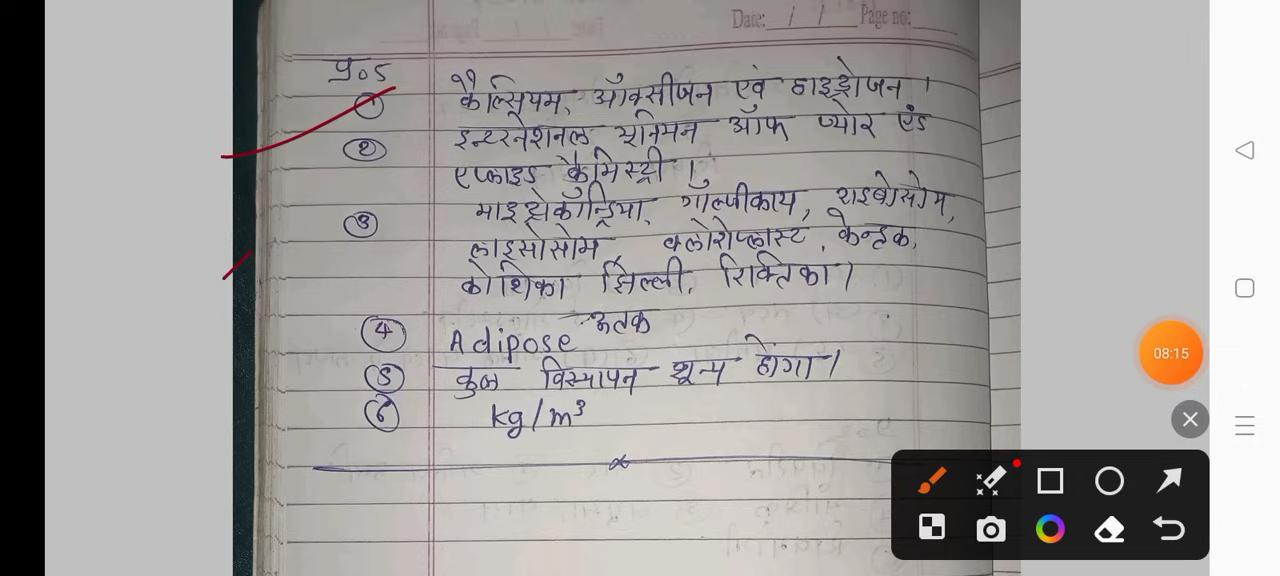 Date: / / Page no:
प्र०5
① कैल्सियम, ऑक्सीजन एवं हाइड्रोजन ।
② इन्टरनेशनल यूनियन ऑफ प्योर एंड
एप्लाइड कैमिस्ट्री ।
③ माइटोकॉन्ड्रिया, गाल्जीकाय, राइबोसोम,
लाइसोसोम, क्लोरोप्लास्ट, केन्द्रक,
कोशिका झिल्ली, रिक्तिका ।
④ Adipose ऊतक
⑤ कुल विस्थापन शून्य होगा ।
⑥ kg/m³
08:15